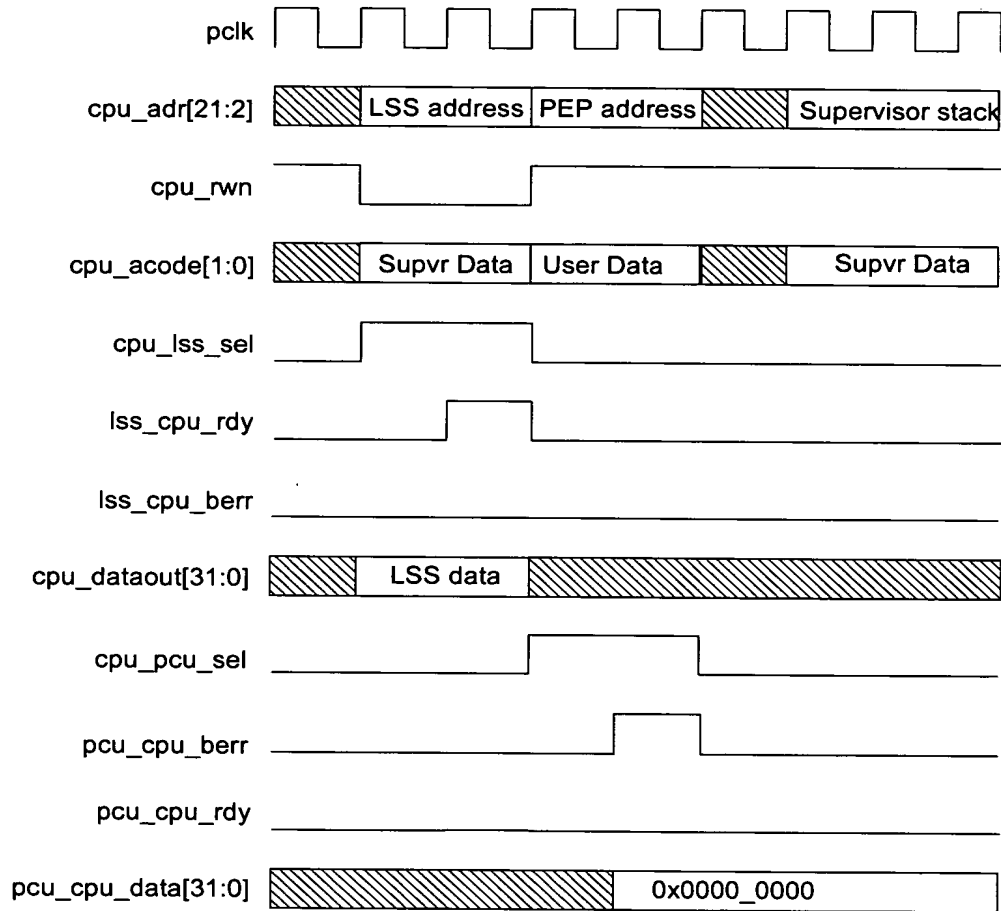 pclk
cpu_adr[21:2] LSS address PEP address Supervisor stack
cpu_rwn
cpu_acode[1:0] Supvr Data User Data Supvr Data
cpu_lss_sel
lss_cpu_rdy
lss_cpu_berr
cpu_dataout[31:0] LSS data
cpu_pcu_sel
pcu_cpu_berr
pcu_cpu_rdy
pcu_cpu_data[31:0] 0x0000_0000